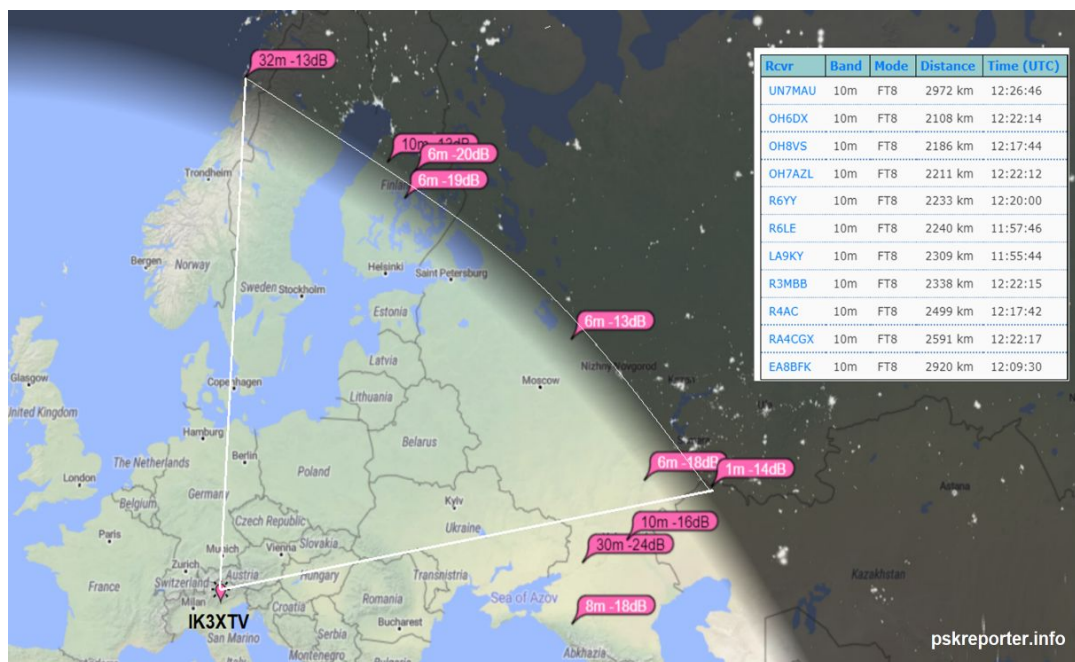 32m -13dB
Rcvr Band Mode Distance Time (UTC)
UN7MAU 10m FT8 2972 km 12:26:46
OH6DX 10m FT8 2108 km 12:22:14
OH8VS 10m FT8 2186 km 12:17:44
OH7AZL 10m FT8 2211 km 12:22:12
R6YY 10m FT8 2233 km 12:20:00
R6LE 10m FT8 2240 km 11:57:46
LA9KY 10m FT8 2309 km 11:55:44
R3MBB 10m FT8 2338 km 12:22:15
R4AC 10m FT8 2499 km 12:17:42
RA4CGX 10m FT8 2591 km 12:22:17
EA8BFK 10m FT8 2920 km 12:09:30
10m
6m -20dB
Trondheim
6m -19dB
Bergen
Norway
Helsinki
Saint Petersburg
Sweden
Stockholm
Estonia
6m -13dB
Glasgow
Latvia
Nizhny Novgorod
Moscow
Copenhagen
Lithuania
United Kingdom
Hamburg
Belarus
Berlin
The Netherlands
Poland
6m -18dB
1m -14dB
London
Germany
Belgium
Astana
Kyiv
10m -16dB
Czech Republic
Ukraine
Paris
30m -24dB
Slovakia
Munich
Vienna
Zurich
Austria
Hungary
Transnistria
Kazakhstan
France
Switzerland
Milan
Croatia
Romania
Sea of Azov
8m -18dB
IK3XTV
Bucharest
San Marino
Serbia
pskreporter.info
Italy
Montenegro
Abkhazia